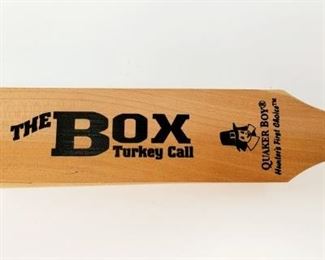 THE BOX
Turkey Call
QUAKER BOY®
Hunter's First Choice™